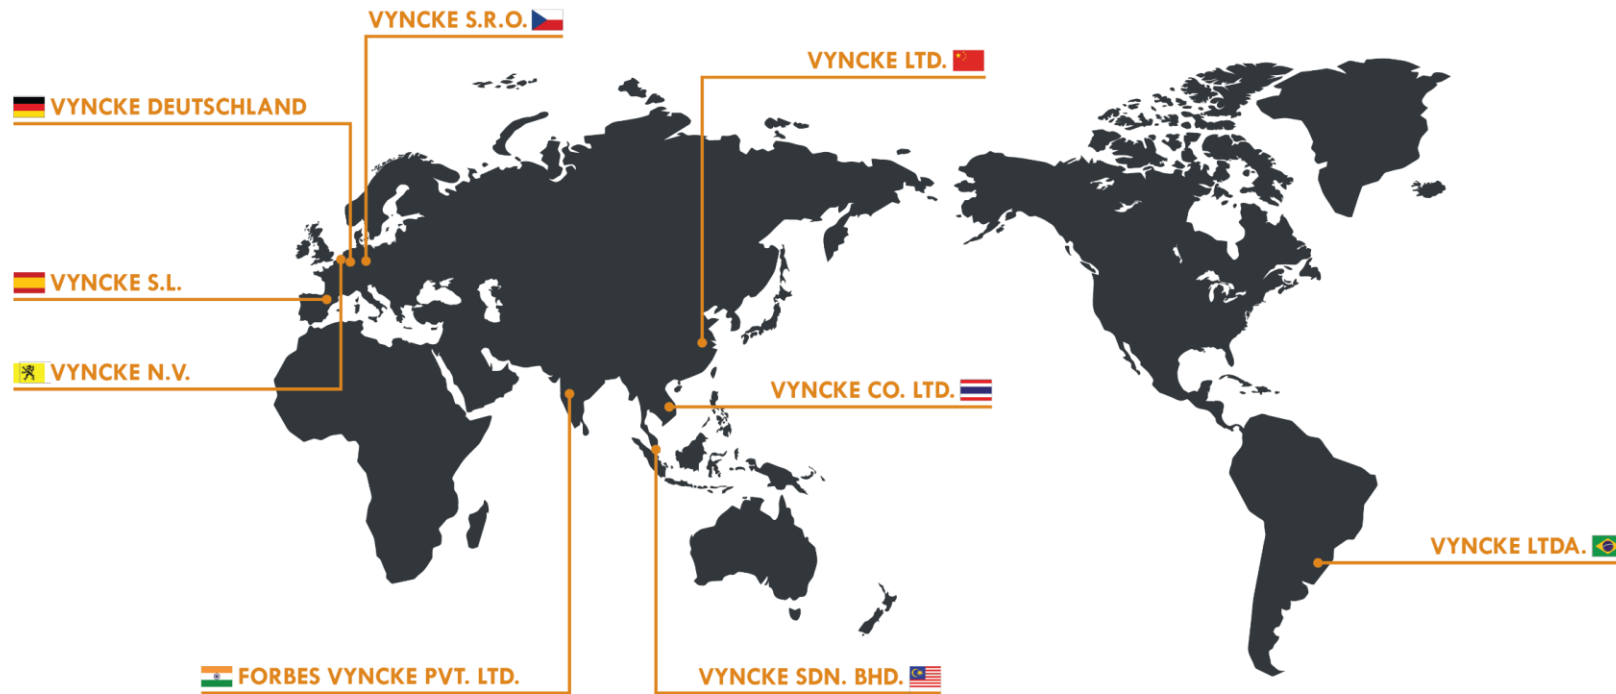 VYNCKE S.R.O.
VYNCKE LTD.
VYNCKE DEUTSCHLAND
VYNCKE S.L.
VYNCKE N.V.
VYNCKE CO. LTD.
VYNCKE LTDA.
FORBES VYNCKE PVT. LTD.
VYNCKE SDN. BHD.